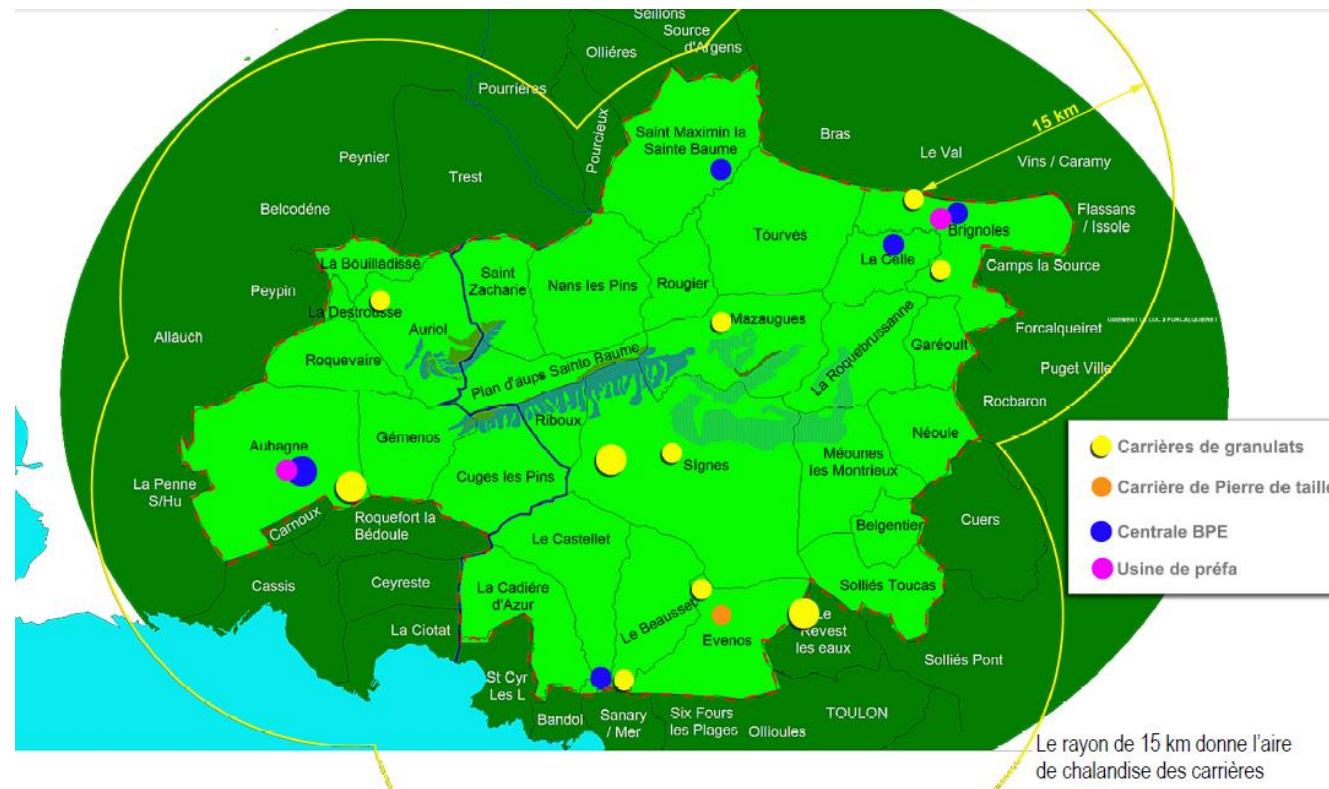 Seillons
Source
d'Argens
Olliéres
Pourrières
Pourcieux
Saint Maximin la
Sainte Baume
Bras
15 km
Le Val
Vins / Caramy
Peynier
Trest
Belcodéne
Flassans
/ Issole
Brignoles
Tourves
La Celle
Camps la Source
La Bouilladisse
Saint
Zacharie
Nans les Pins
Rougier
Peypin
La Destrousse
Mazaugues
Auriol
Allauch
Forcalqueiret
Garéoult
La Roquebrussanne
Roquevaire
Plan d'aups Sainte Baume
Puget Ville
Rocbaron
Riboux
Gémenos
Aubagne
Néoule
SIgnes
Méounes
les Montrieux
Cuges les Pins
La Penne
S/Hu
Carnoux
Roquefort la
Bédoule
Cuers
Belgentier
Le Castellet
Cassis
Ceyreste
La Cadiére
d'Azur
Solliés Toucas
Le Beausset
Evenos
Le
Revest
les eaux
La Ciotat
Solliés Pont
St Cyr
Les L
Bandol
Sanary
/ Mer
Six Fours
les Plages
Ollioules
TOULON
Carrières de granulats
Carrière de Pierre de taille
Centrale BPE
Usine de préfa
Le rayon de 15 km donne l'aire
de chalandise des carrières